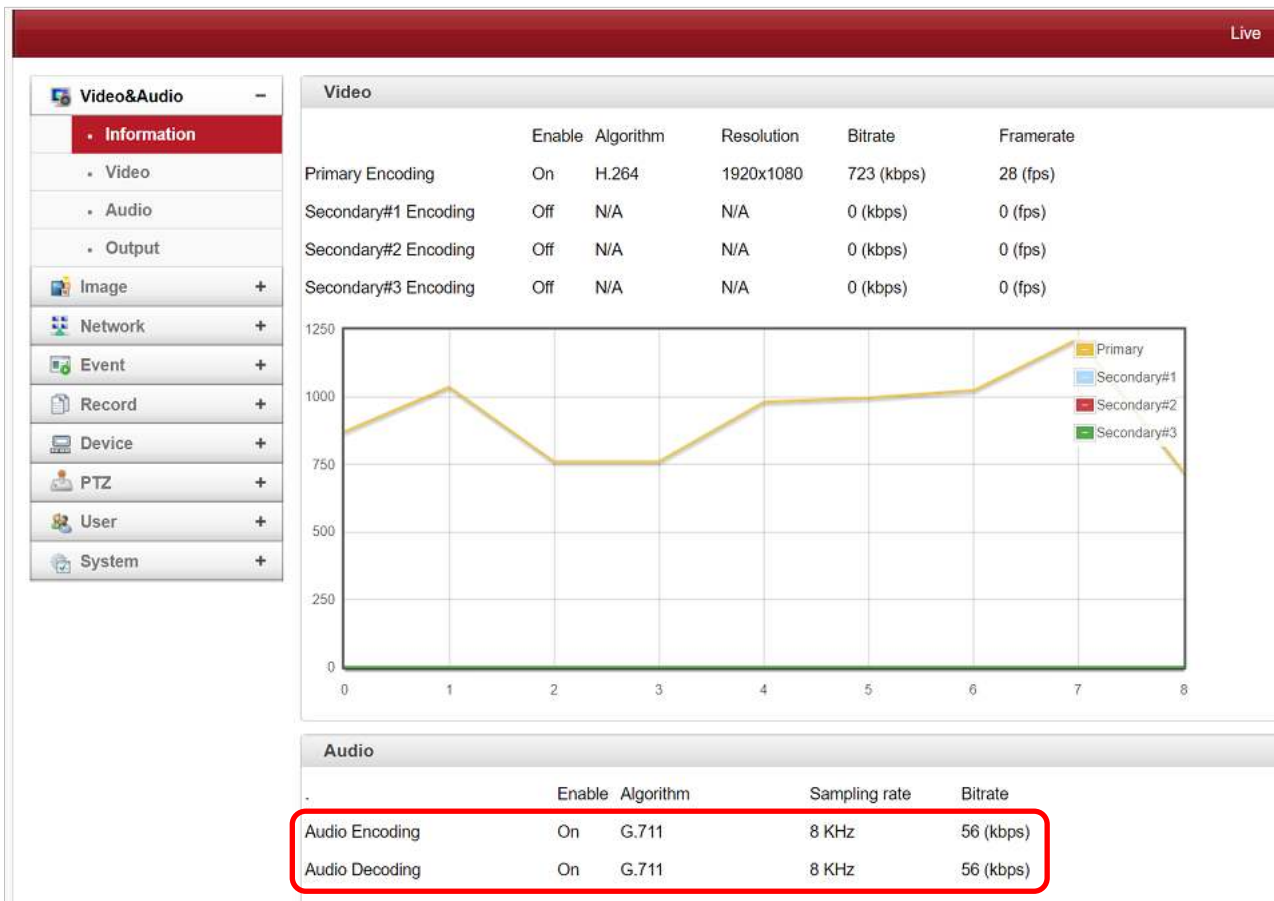 Live
Video&Audio −
Information
Video
Audio
Output
Image +
Network +
Event +
Record +
Device +
PTZ +
User +
System +
Video
Enable Algorithm Resolution Bitrate Framerate
Primary Encoding On H.264 1920x1080 723 (kbps) 28 (fps)
Secondary#1 Encoding Off N/A N/A 0 (kbps) 0 (fps)
Secondary#2 Encoding Off N/A N/A 0 (kbps) 0 (fps)
Secondary#3 Encoding Off N/A N/A 0 (kbps) 0 (fps)
1250
1000
750
500
250
0
0 1 2 3 4 5 6 7 8
Primary
Secondary#1
Secondary#2
Secondary#3
Audio
. Enable Algorithm Sampling rate Bitrate
Audio Encoding On G.711 8 KHz 56 (kbps)
Audio Decoding On G.711 8 KHz 56 (kbps)